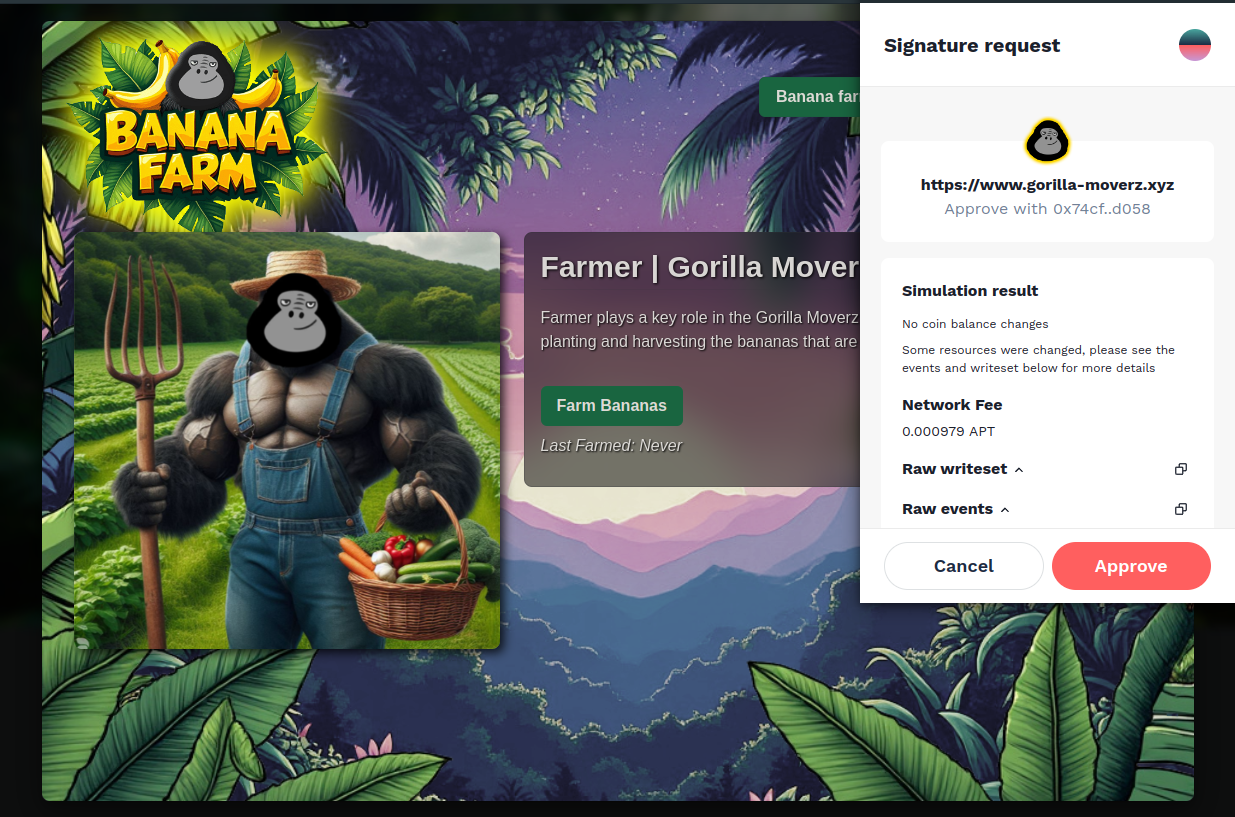 BANANA
FARM
Banana far
Farmer | Gorilla Mover
Farmer plays a key role in the Gorilla Moverz
planting and harvesting the bananas that are
Farm Bananas
Last Farmed: Never
Signature request
https://www.gorilla-moverz.xyz
Approve with 0x74cf..d058
Simulation result
No coin balance changes
Some resources were changed, please see the
events and writeset below for more details
Network Fee
0.000979 APT
Raw writeset
Raw events
Cancel
Approve